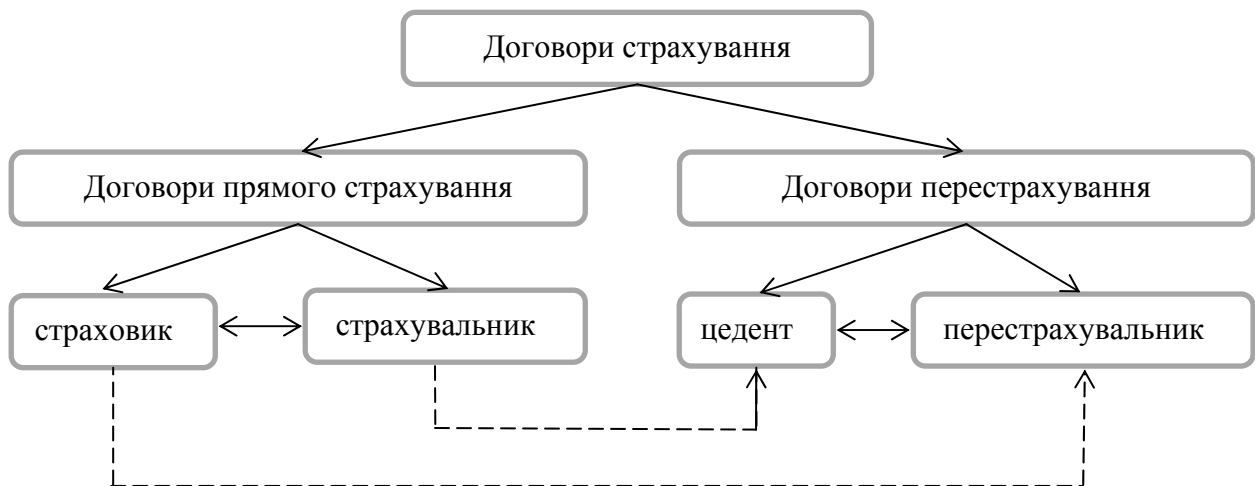 Договори страхування
Договори прямого страхування
Договори перестрахування
страховик
страхувальник
цедент
перестрахувальник